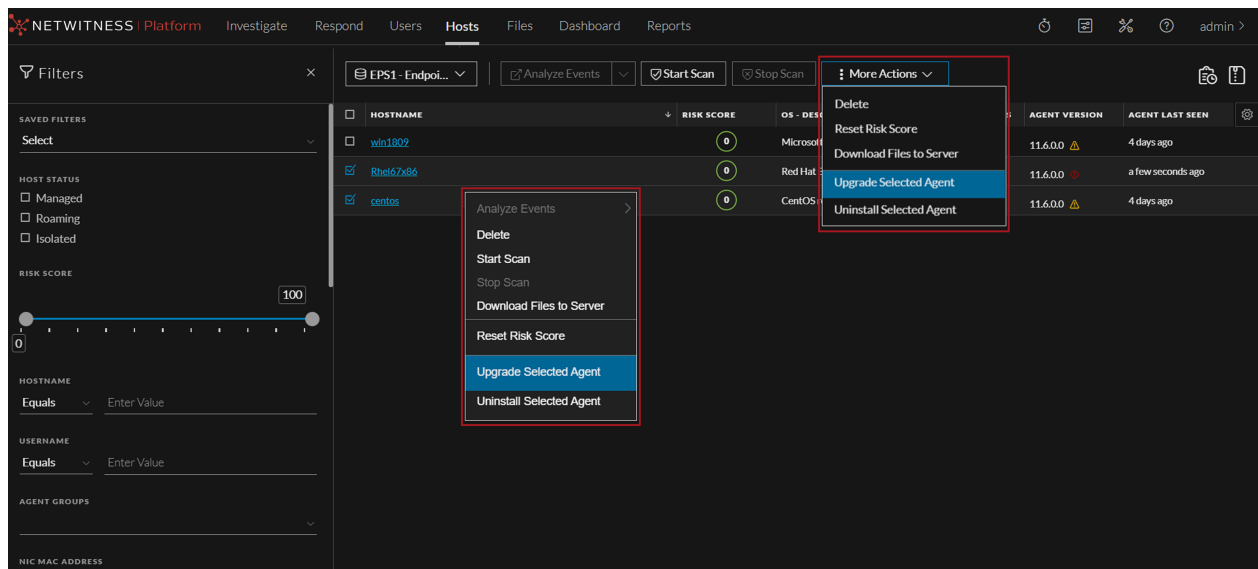 NETWITNESS Platform Investigate Respond Users Hosts Files Dashboard Reports admin >
Filters
EPS1 - Endpoi... Analyze Events Start Scan Stop Scan More Actions
SAVED FILTERS
Select
HOST STATUS
Managed
Roaming
Isolated
RISK SCORE
100
0
HOSTNAME
Equals Enter Value
USERNAME
Equals Enter Value
AGENT GROUPS
NIC MAC ADDRESS
HOSTNAME RISK SCORE OS - DESC AGENT VERSION AGENT LAST SEEN
win1809 0 Microsoft 11.6.0.0 4 days ago
Rhel67x86 0 Red Hat 11.6.0.0 a few seconds ago
centos 0 CentOS 11.6.0.0 4 days ago
Analyze Events
Delete
Start Scan
Stop Scan
Download Files to Server
Reset Risk Score
Upgrade Selected Agent
Uninstall Selected Agent
Delete
Reset Risk Score
Download Files to Server
Upgrade Selected Agent
Uninstall Selected Agent